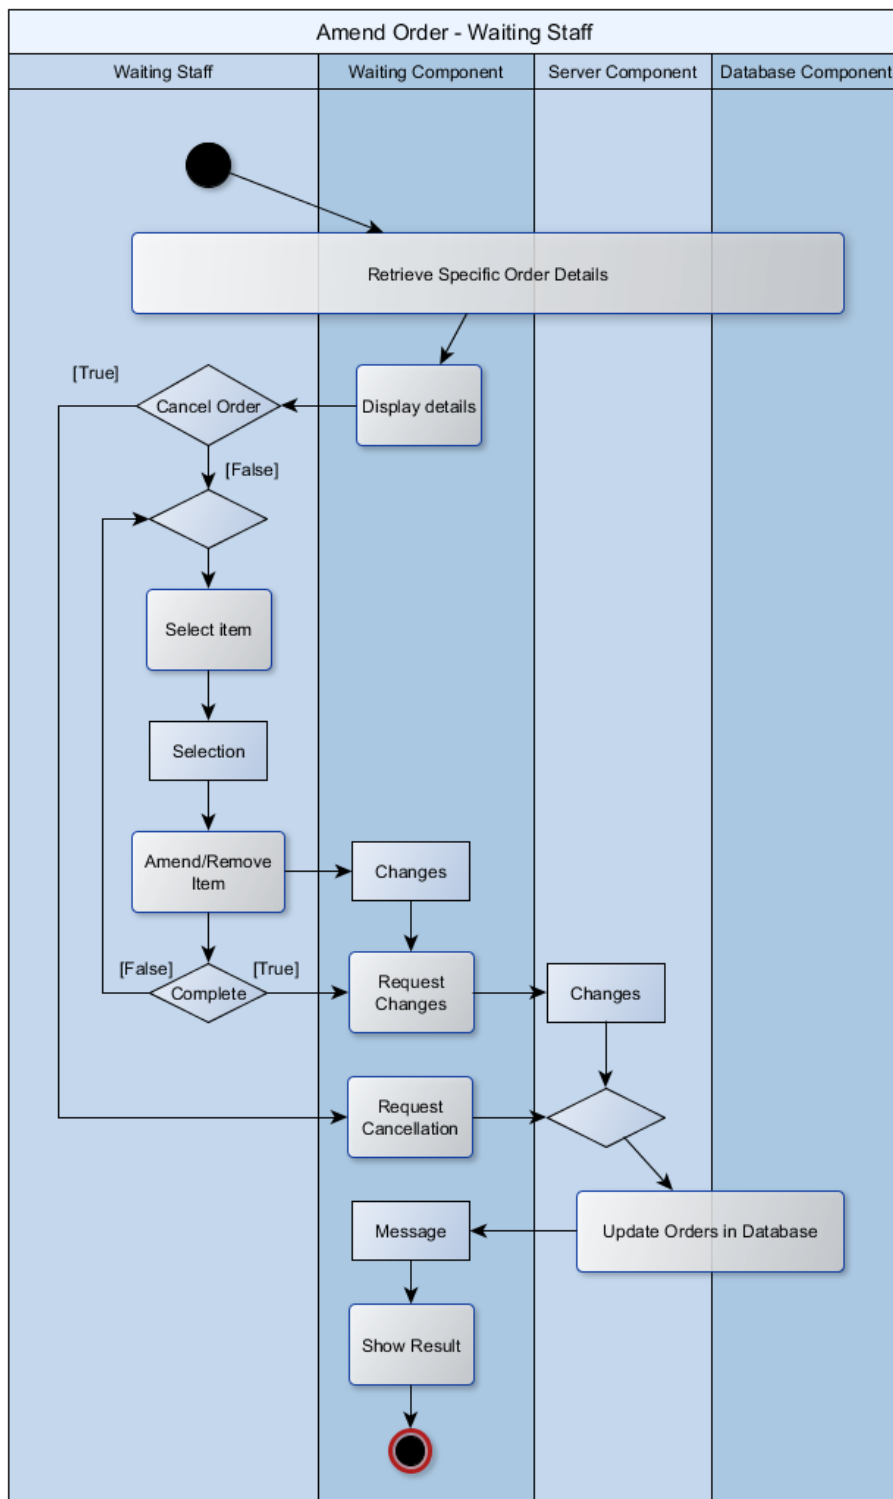 Amend Order - Waiting Staff
Waiting Staff
Waiting Component
Server Component
Database Component
Retrieve Specific Order Details
[True]
Cancel Order
Display details
[False]
Select item
Selection
Amend/Remove
Item
Changes
[False]
[True]
Complete
Request
Changes
Changes
Request
Cancellation
Message
Update Orders in Database
Show Result